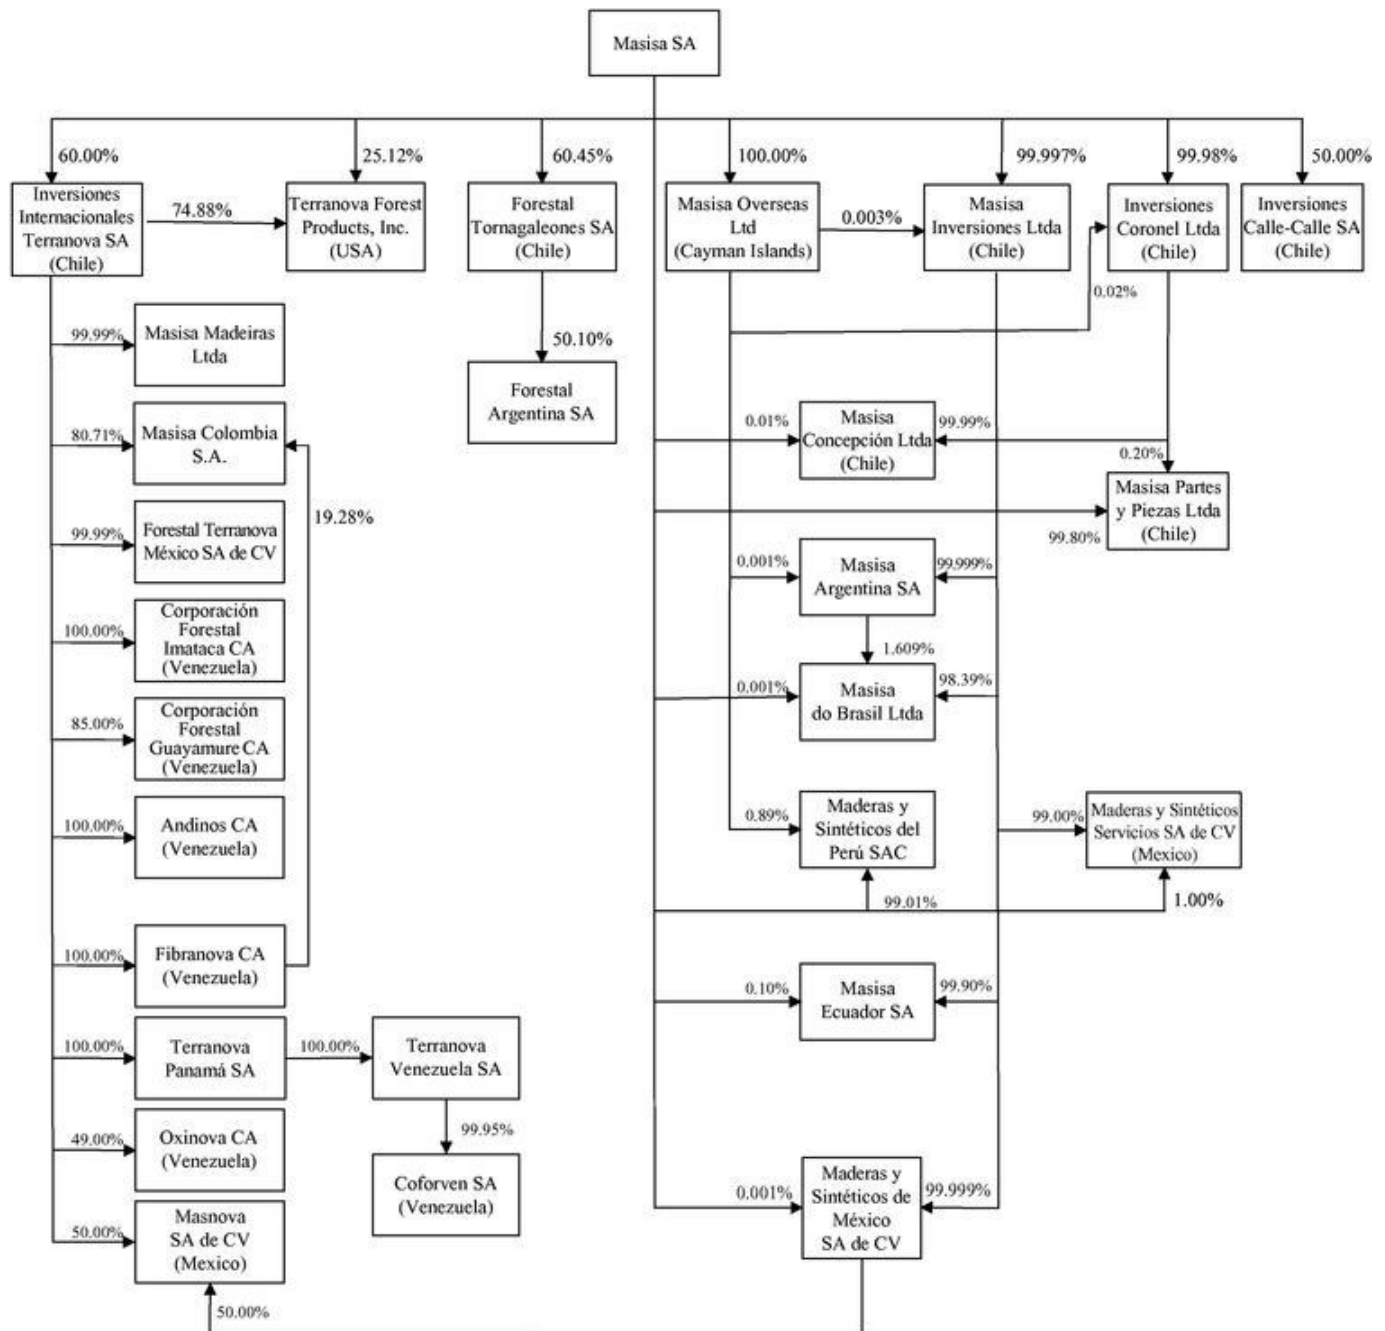 Masisa SA
60.00%
25.12%
60.45%
100.00%
99.997%
99.98%
50.00%
Inversiones
Internacionales
Terranova SA
(Chile)
74.88%
Terranova Forest
Products, Inc.
(USA)
Forestal
Tornagaleones SA
(Chile)
Masisa Overseas
Ltd
(Cayman Islands)
0.003%
Masisa
Inversiones Ltda
(Chile)
Inversiones
Coronel Ltda
(Chile)
Inversiones
Calle-Calle SA
(Chile)
0.02%
99.99%
Masisa Madeiras
Ltda
50.10%
Forestal
Argentina SA
80.71%
Masisa Colombia
S.A.
0.01%
Masisa
Concepción Ltda
(Chile)
99.99%
0.20%
Masisa Partes
y Piezas Ltda
(Chile)
99.80%
99.99%
Forestal Terranova
México SA de CV
19.28%
0.001%
Masisa
Argentina SA
99.999%
100.00%
Corporación
Forestal
Imataca CA
(Venezuela)
1.609%
0.001%
Masisa
do Brasil Ltda
98.39%
85.00%
Corporación
Forestal
Guayamure CA
(Venezuela)
100.00%
Andinos CA
(Venezuela)
0.89%
Maderas y
Sintéticos del
Perú SAC
99.00%
Maderas y Sintéticos
Servicios SA de CV
(Mexico)
99.01%
1.00%
100.00%
Fibranova CA
(Venezuela)
0.10%
Masisa
Ecuador SA
99.90%
100.00%
Terranova
Panamá SA
100.00%
Terranova
Venezuela SA
99.95%
49.00%
Oxinova CA
(Venezuela)
Coforven SA
(Venezuela)
0.001%
Maderas y
Sintéticos de
México
SA de CV
99.999%
50.00%
Masnova
SA de CV
(Mexico)
50.00%